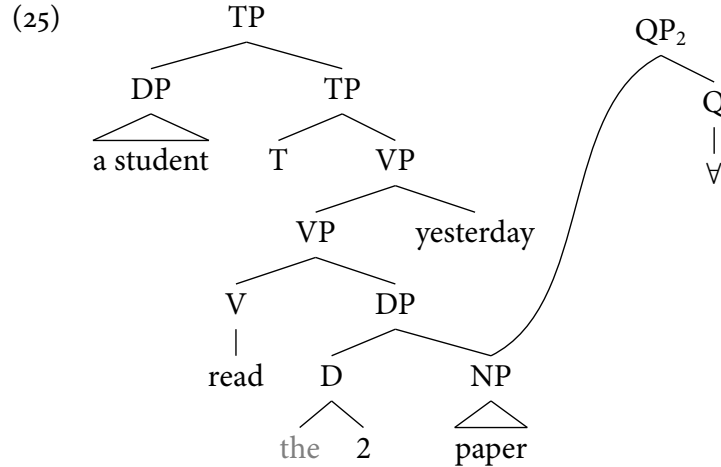 (25) TP QP₂
DP TP Q
a student T VP ∀
VP yesterday
V DP
read D NP
the 2 paper